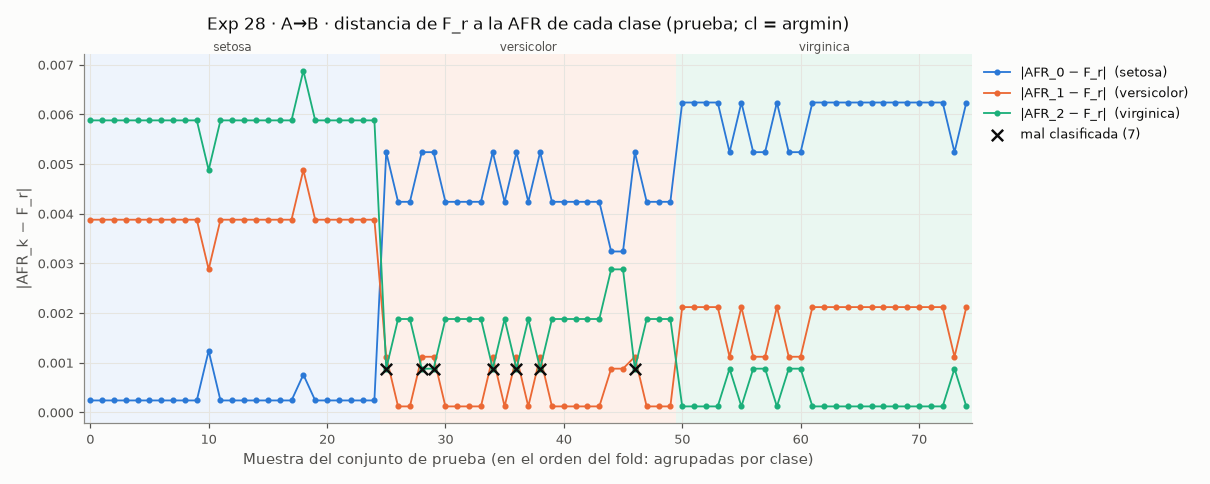 Exp 28 · A→B · distancia de F_r a la AFR de cada clase (prueba; cl = argmin)
setosa versicolor virginica
0.007
0.006
0.005
0.004
0.003
0.002
0.001
0.000
|AFR_k − F_r|
0 10 20 30 40 50 60 70
Muestra del conjunto de prueba (en el orden del fold: agrupadas por clase)
|AFR_0 − F_r| (setosa)
|AFR_1 − F_r| (versicolor)
|AFR_2 − F_r| (virginica)
mal clasificada (7)